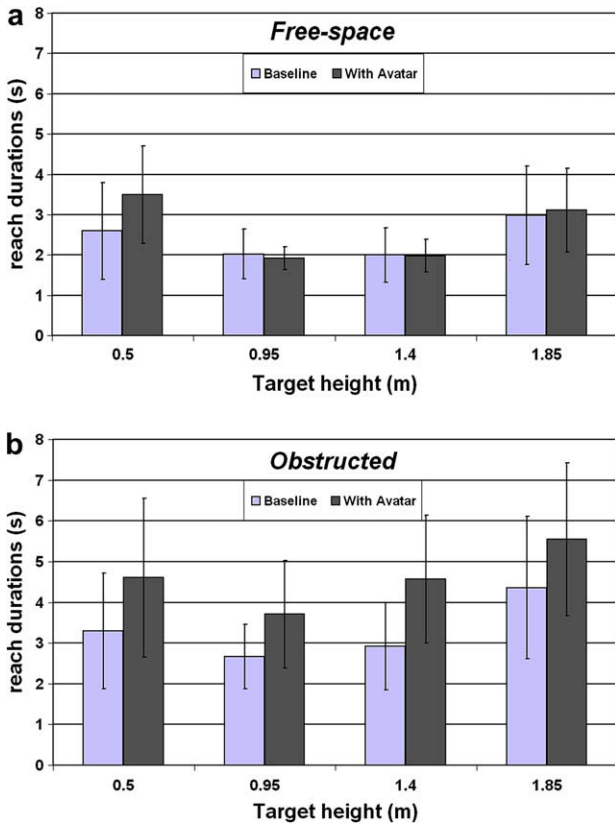 a
Free-space
Baseline With Avatar
reach durations (s)
8
7
6
5
4
3
2
1
0
0.5 0.95 1.4 1.85
Target height (m)
b
Obstructed
Baseline With Avatar
reach durations (s)
8
7
6
5
4
3
2
1
0
0.5 0.95 1.4 1.85
Target height (m)